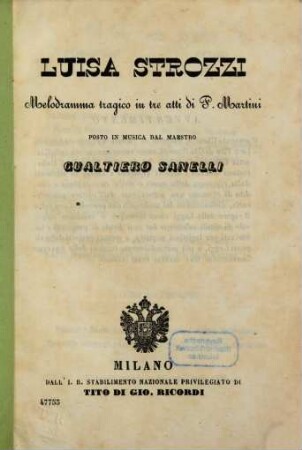 LUISA STROZZI
Melodramma tragico in tre atti di P. Martini
POSTO IN MUSICA DAL MAESTRO
GUALTIERO SANELLI
MILANO
DALL' I. R. STABILIMENTO NAZIONALE PRIVILEGIATO DI
TITO DI GIO. RICORDI
47755